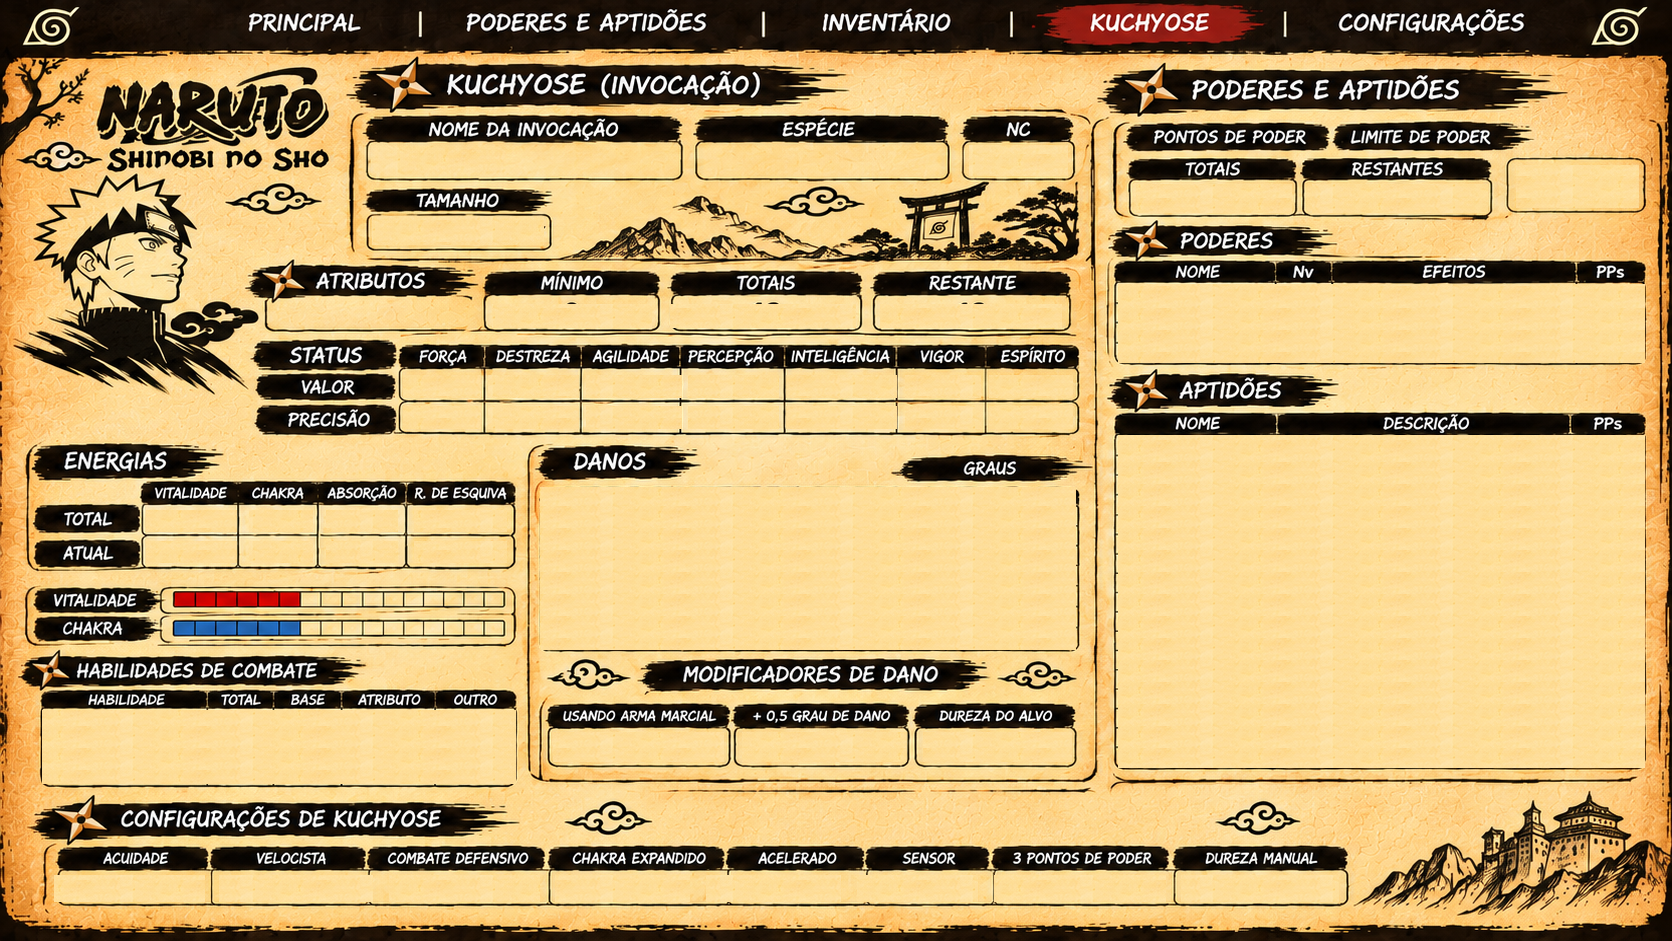 PRINCIPAL | PODERES E APTIDÕES | INVENTÁRIO | KUCHYOSE | CONFIGURAÇÕES
NARUTO
SHINOBI NO SHO
KUCHYOSE (INVOCAÇÃO)
NOME DA INVOCAÇÃO ESPÉCIE NC
TAMANHO
ATRIBUTOS MÍNIMO TOTAIS RESTANTE
STATUS FORÇA DESTREZA AGILIDADE PERCEPÇÃO INTELIGÊNCIA VIGOR ESPÍRITO
VALOR
PRECISÃO
ENERGIAS
VITALIDADE CHAKRA ABSORÇÃO R. DE ESQUIVA
TOTAL
ATUAL
VITALIDADE
CHAKRA
HABILIDADES DE COMBATE
HABILIDADE TOTAL BASE ATRIBUTO OUTRO
DANOS GRAUS
MODIFICADORES DE DANO
USANDO ARMA MARCIAL + 0,5 GRAU DE DANO DUREZA DO ALVO
PODERES E APTIDÕES
PONTOS DE PODER LIMITE DE PODER
TOTAIS RESTANTES
PODERES
NOME Nv EFEITOS PPs
APTIDÕES
NOME DESCRIÇÃO PPs
CONFIGURAÇÕES DE KUCHYOSE
ACUIDADE VELOCISTA COMBATE DEFENSIVO CHAKRA EXPANDIDO ACELERADO SENSOR 3 PONTOS DE PODER DUREZA MANUAL